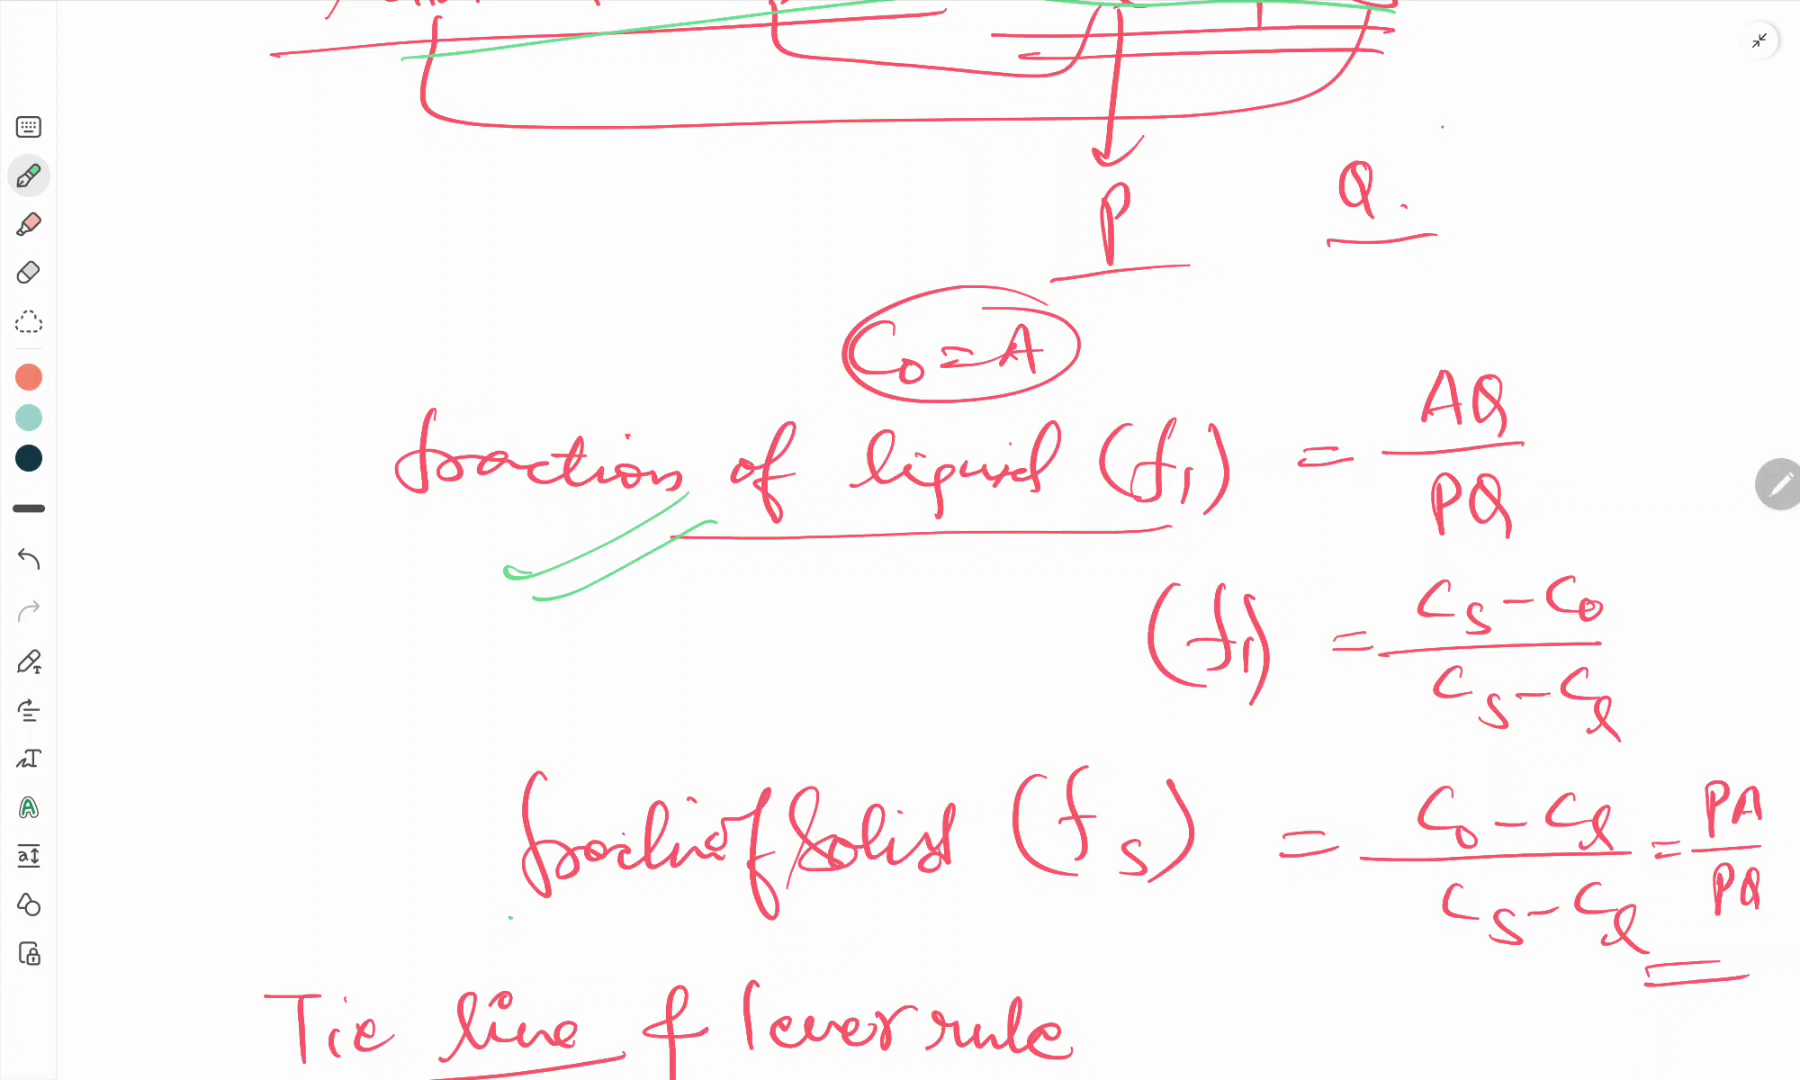 P
Q.
C₀ = A
fraction of liquid (f₁) = AQ / PQ
(f₁) = Cₛ - C₀ / Cₛ - Cₗ
fraction of solid (fₛ) = C₀ - Cₗ / Cₛ - Cₗ = PA / PQ
Tie line & lever rule